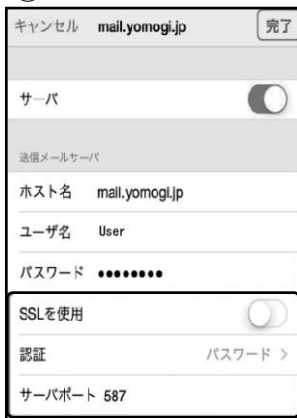 キャンセル mail.yomogi.jp 完了
サーバ
送信メールサーバ
ホスト名 mail.yomogi.jp
ユーザ名 User
パスワード ●●●●●●●●
SSLを使用
認証 パスワード >
サーバポート 587